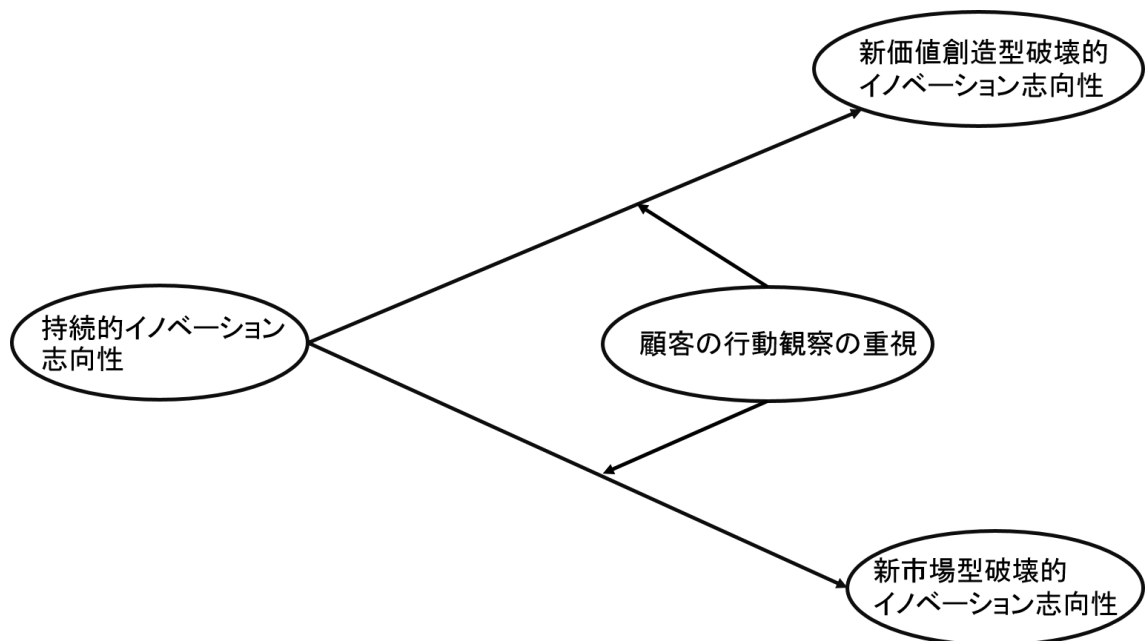 新価値創造型破壊的
イノベーション志向性
持続的イノベーション
志向性
顧客の行動観察の重視
新市場型破壊的
イノベーション志向性